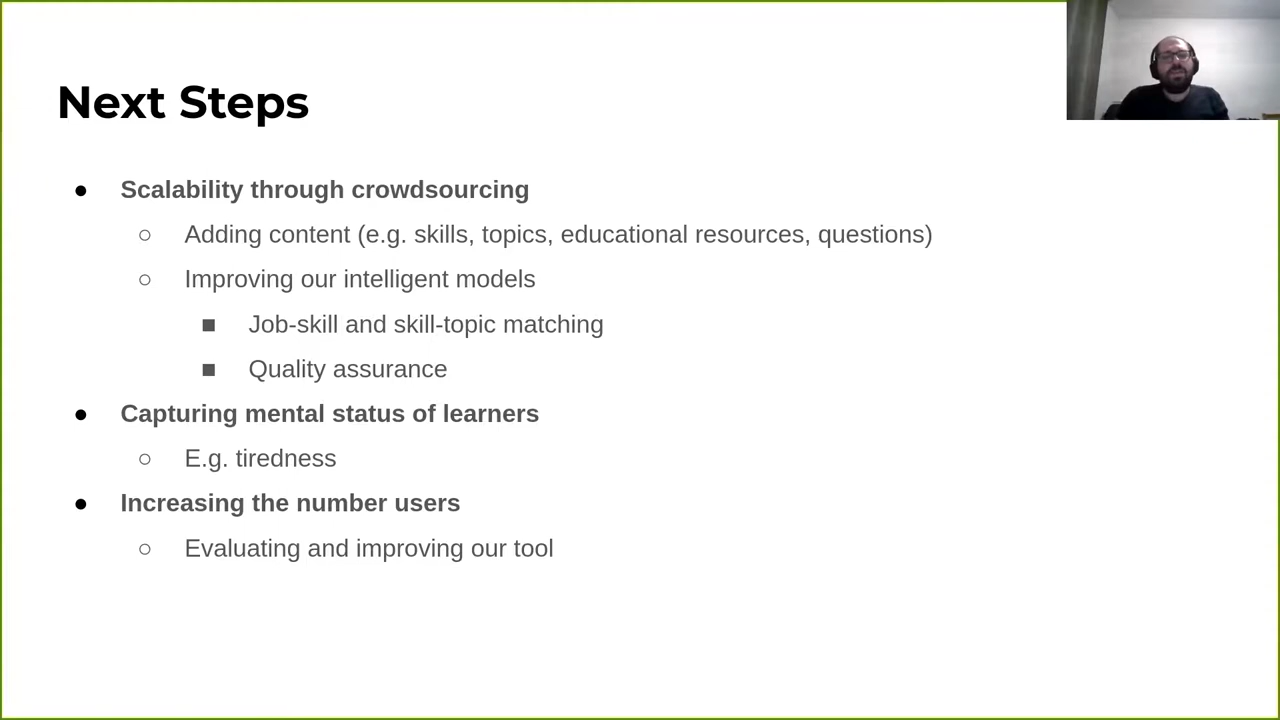 Next Steps
● Scalability through crowdsourcing
○ Adding content (e.g. skills, topics, educational resources, questions)
○ Improving our intelligent models
■ Job-skill and skill-topic matching
■ Quality assurance
● Capturing mental status of learners
○ E.g. tiredness
● Increasing the number users
○ Evaluating and improving our tool